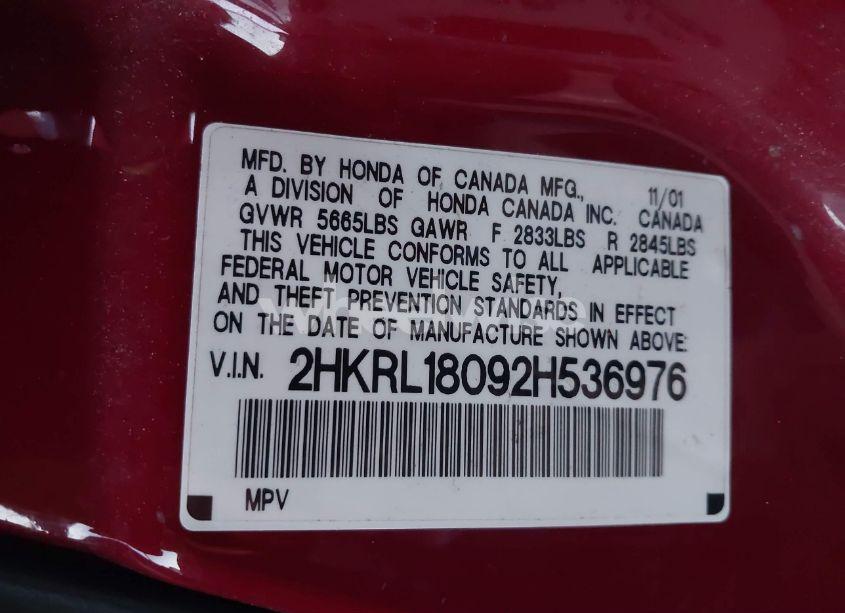 MFD. BY HONDA OF CANADA MFG., 11/01
A DIVISION OF HONDA CANADA INC. CANADA
GVWR 5665LBS GAWR F 2833LBS R 2845LBS
THIS VEHICLE CONFORMS TO ALL APPLICABLE
FEDERAL MOTOR VEHICLE SAFETY,
AND THEFT PREVENTION STANDARDS IN EFFECT
ON THE DATE OF MANUFACTURE SHOWN ABOVE:
V.I.N. 2HKRL18092H536976
MPV